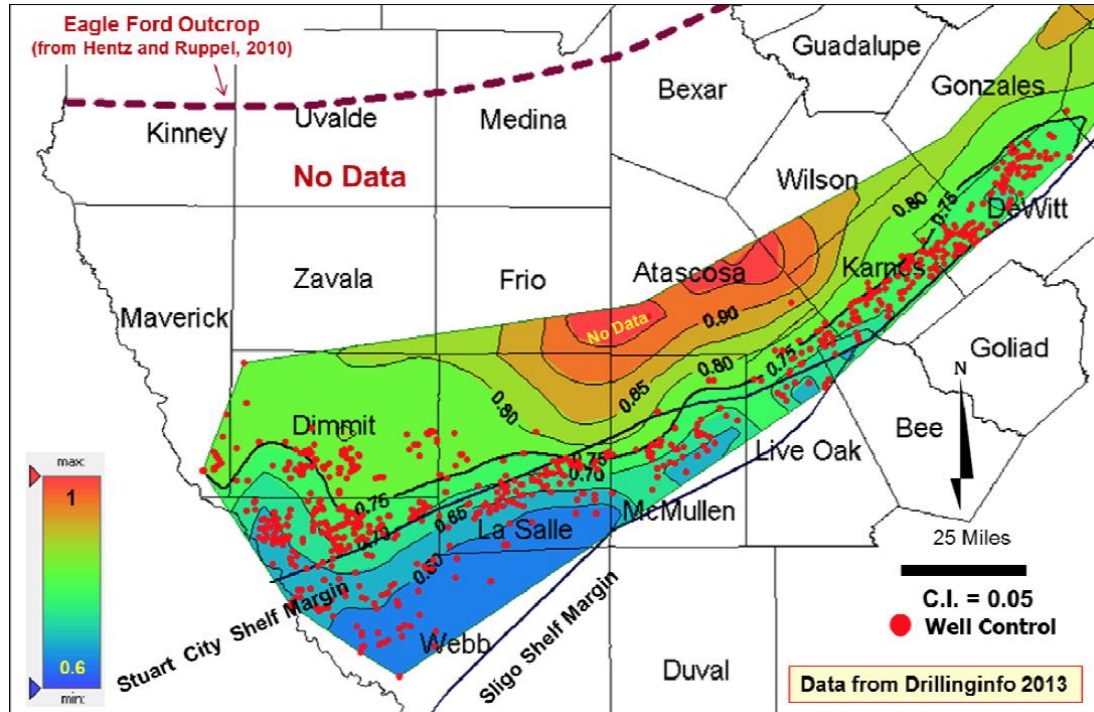 Eagle Ford Outcrop
(from Hentz and Ruppel, 2010)
Guadalupe
Bexar
Gonzales
Kinney
Uvalde
Medina
No Data
Wilson
0.80
0.75
DeWitt
Zavala
Frio
Atascosa
Karnes
Maverick
No Data
0.90
Goliad
0.75
0.80
N
0.85
0.80
Dimmit
Bee
Live Oak
max:
1
0.75
0.70
0.75
0.65
La Salle
McMullen
0.70
25 Miles
0.60
C.I. = 0.05
Well Control
Stuart City Shelf Margin
Webb
Sligo Shelf Margin
Duval
0.6
min:
Data from Drillinginfo 2013